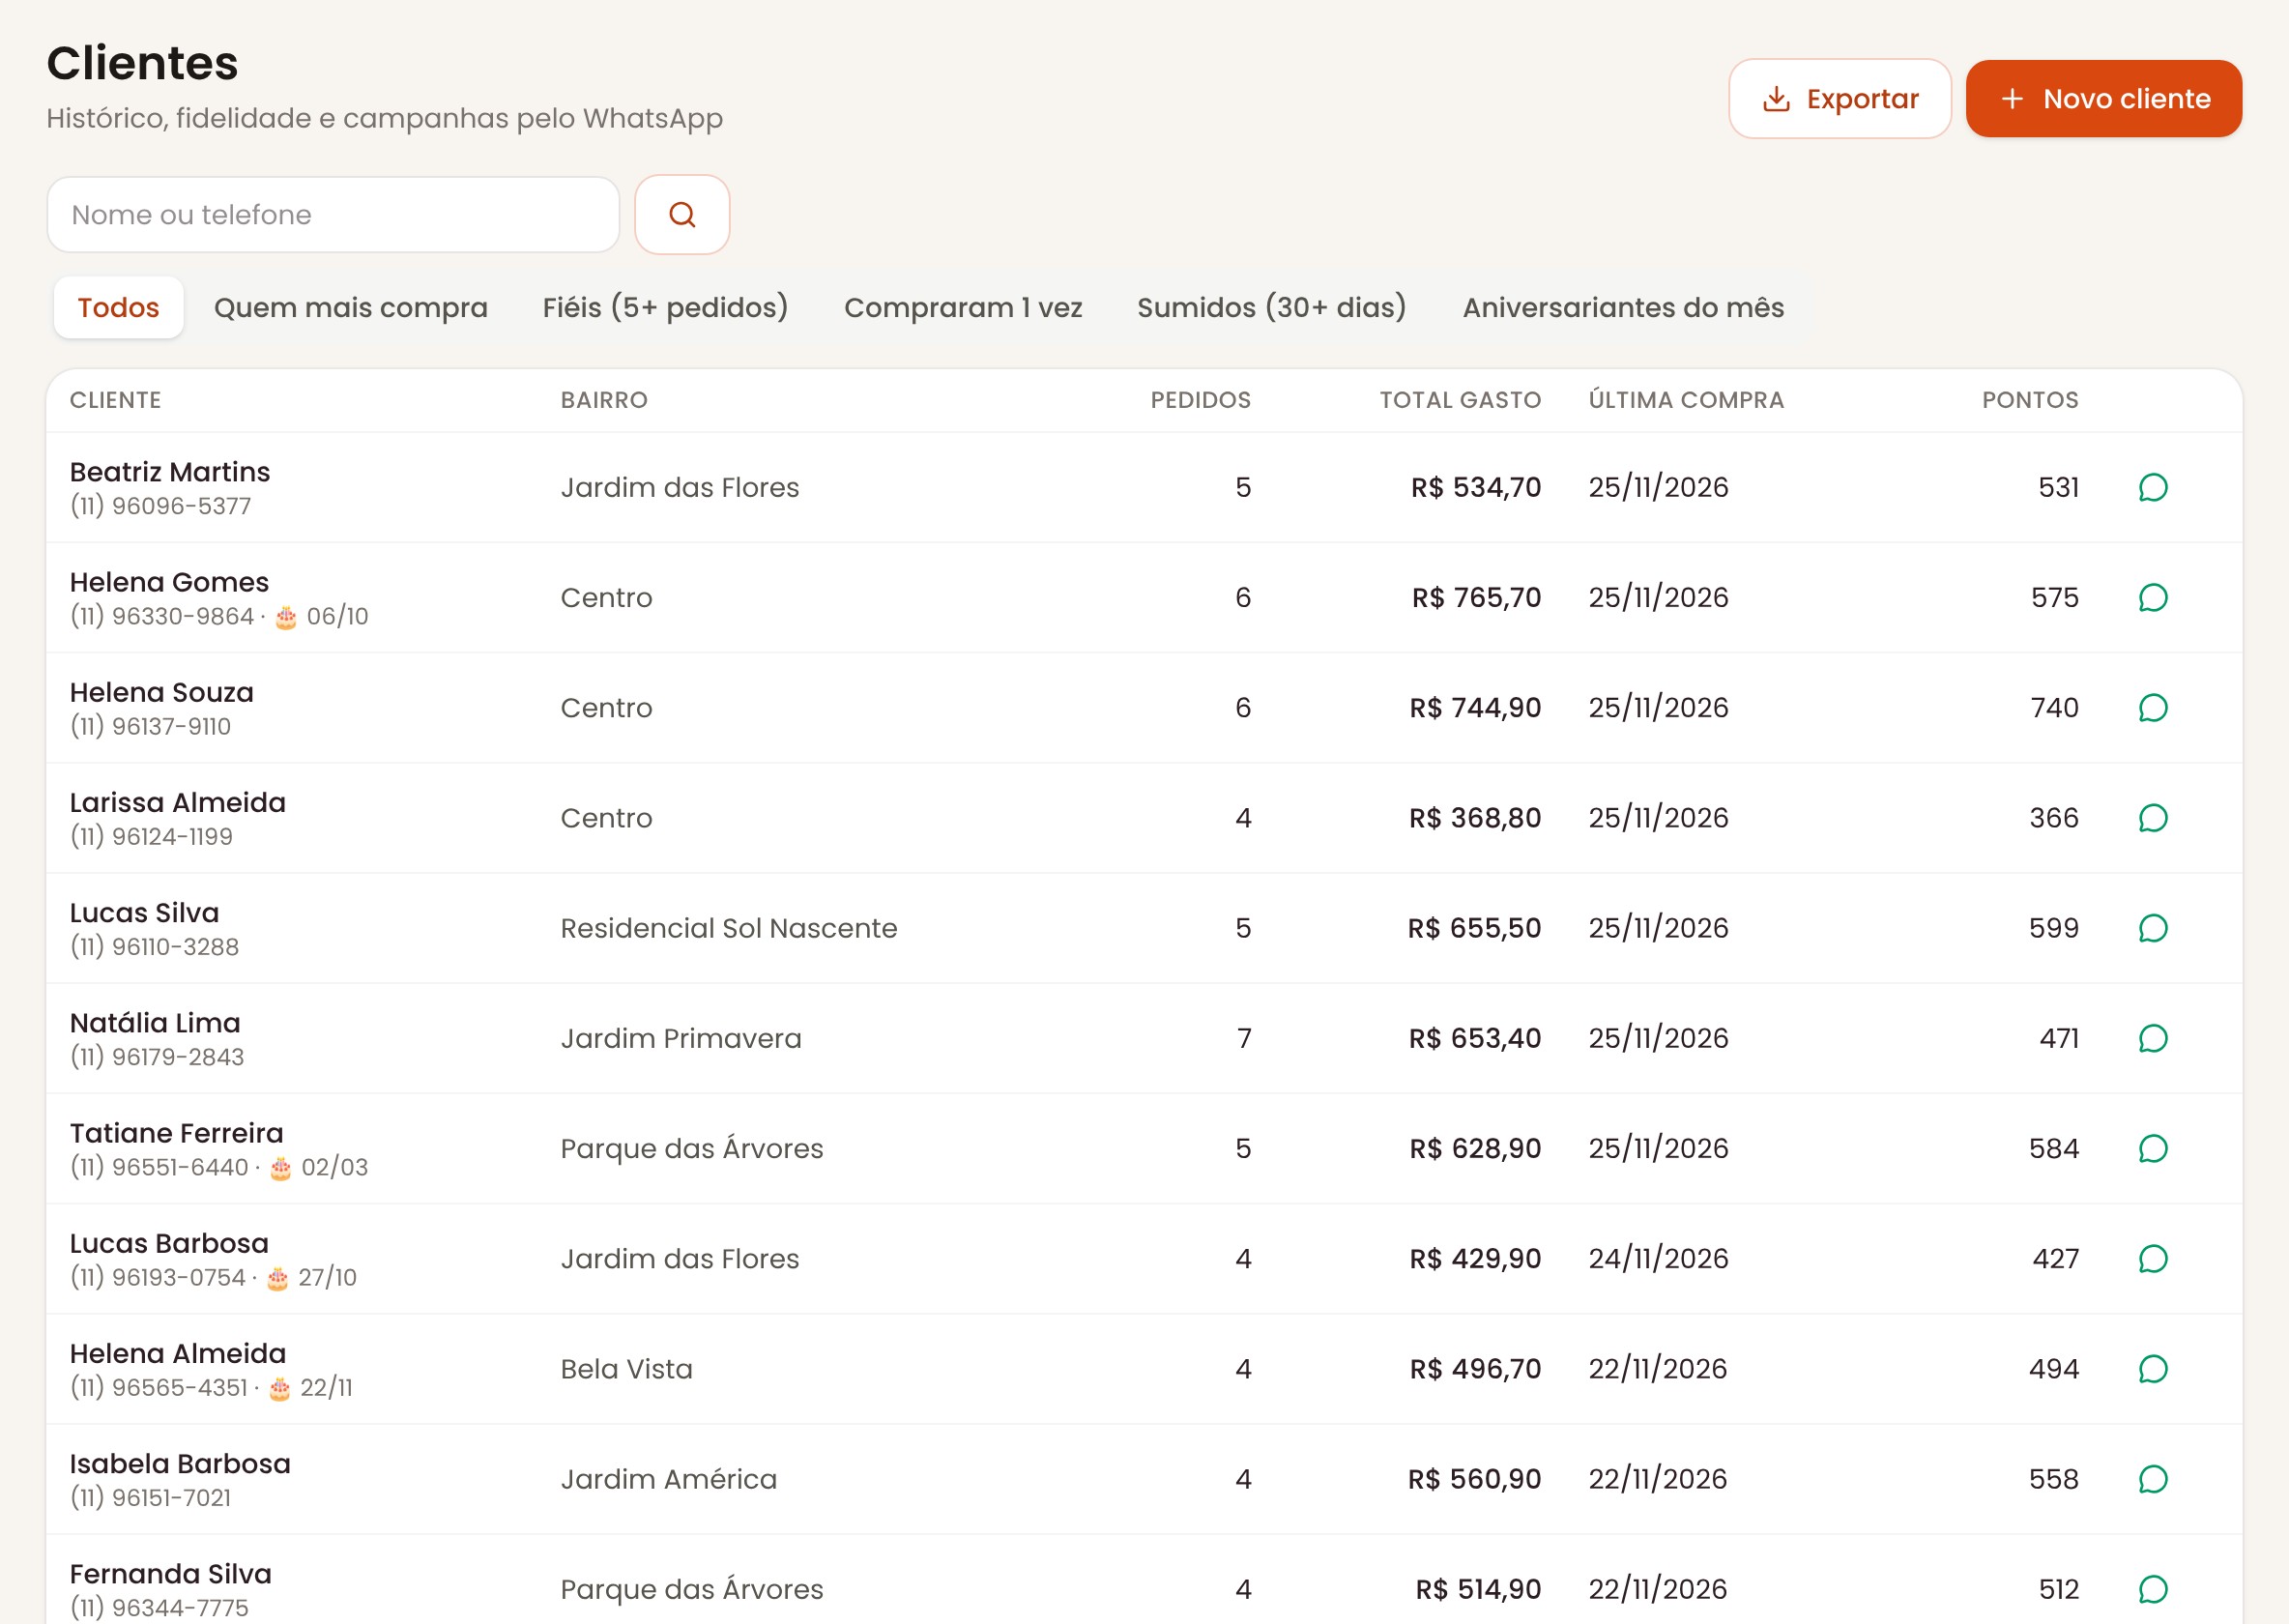 Clientes
Histórico, fidelidade e campanhas pelo WhatsApp
Exportar
Novo cliente
Nome ou telefone
Todos Quem mais compra Fiéis (5+ pedidos) Compraram 1 vez Sumidos (30+ dias) Aniversariantes do mês
CLIENTE BAIRRO PEDIDOS TOTAL GASTO ÚLTIMA COMPRA PONTOS
Beatriz Martins
(11) 96096-5377
Jardim das Flores 5 R$ 534,70 25/11/2026 531
Helena Gomes
(11) 96330-9864 · 🎂 06/10
Centro 6 R$ 765,70 25/11/2026 575
Helena Souza
(11) 96137-9110
Centro 6 R$ 744,90 25/11/2026 740
Larissa Almeida
(11) 96124-1199
Centro 4 R$ 368,80 25/11/2026 366
Lucas Silva
(11) 96110-3288
Residencial Sol Nascente 5 R$ 655,50 25/11/2026 599
Natália Lima
(11) 96179-2843
Jardim Primavera 7 R$ 653,40 25/11/2026 471
Tatiane Ferreira
(11) 96551-6440 · 🎂 02/03
Parque das Árvores 5 R$ 628,90 25/11/2026 584
Lucas Barbosa
(11) 96193-0754 · 🎂 27/10
Jardim das Flores 4 R$ 429,90 24/11/2026 427
Helena Almeida
(11) 96565-4351 · 🎂 22/11
Bela Vista 4 R$ 496,70 22/11/2026 494
Isabela Barbosa
(11) 96151-7021
Jardim América 4 R$ 560,90 22/11/2026 558
Fernanda Silva
(11) 96344-7775
Parque das Árvores 4 R$ 514,90 22/11/2026 512